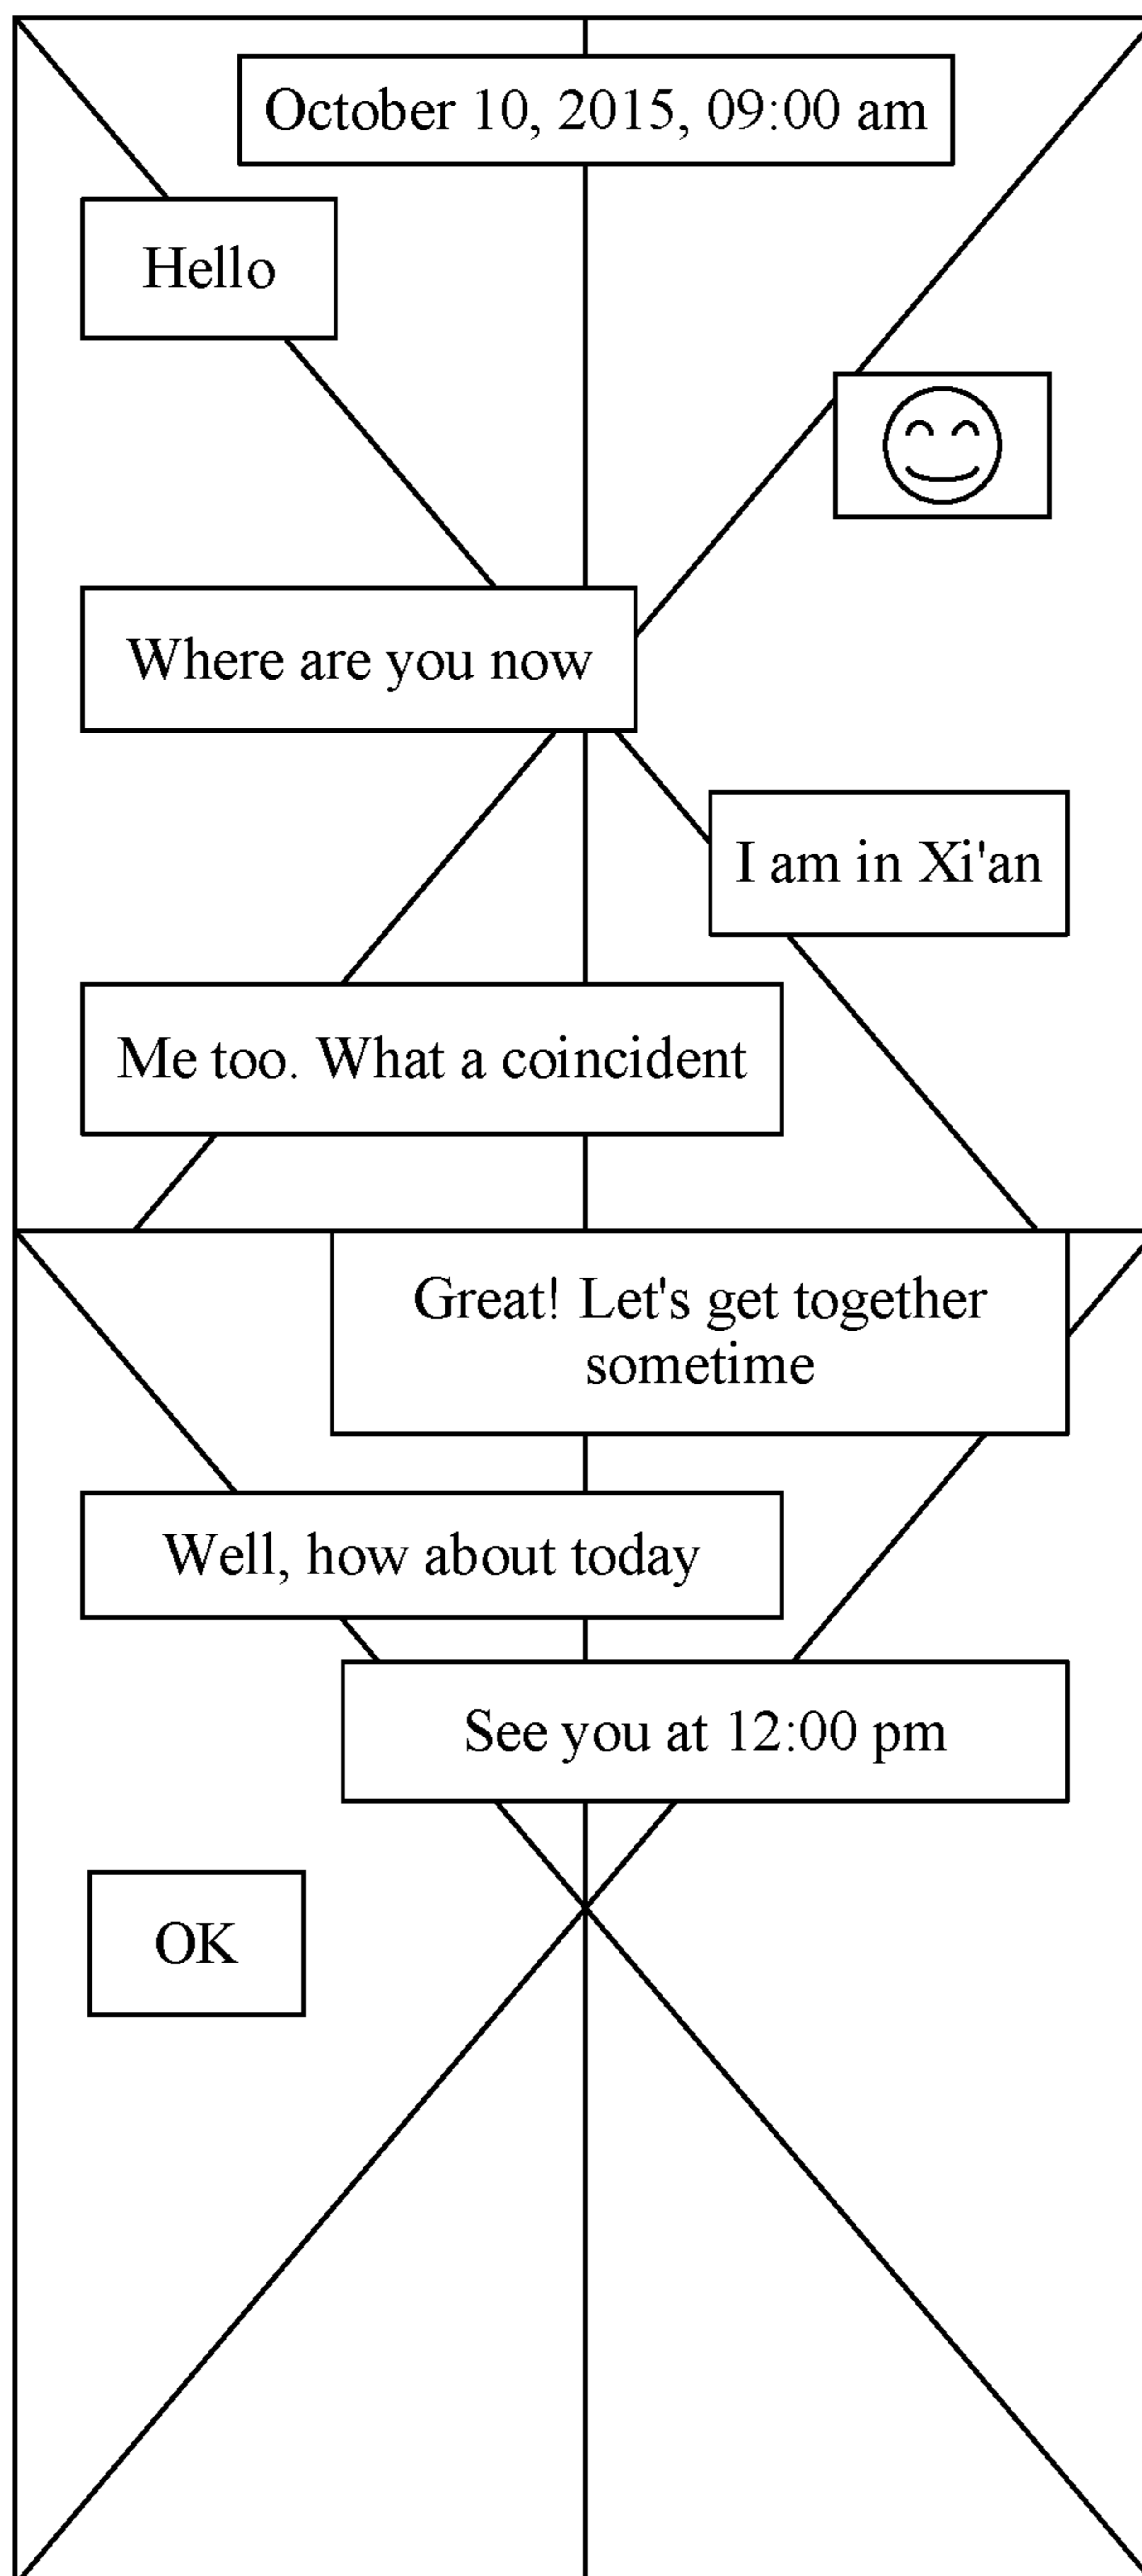 October 10, 2015, 09:00 am
Hello
Where are you now
I am in Xi'an
Me too. What a coincident
Great! Let's get together
sometime
Well, how about today
See you at 12:00 pm
OK